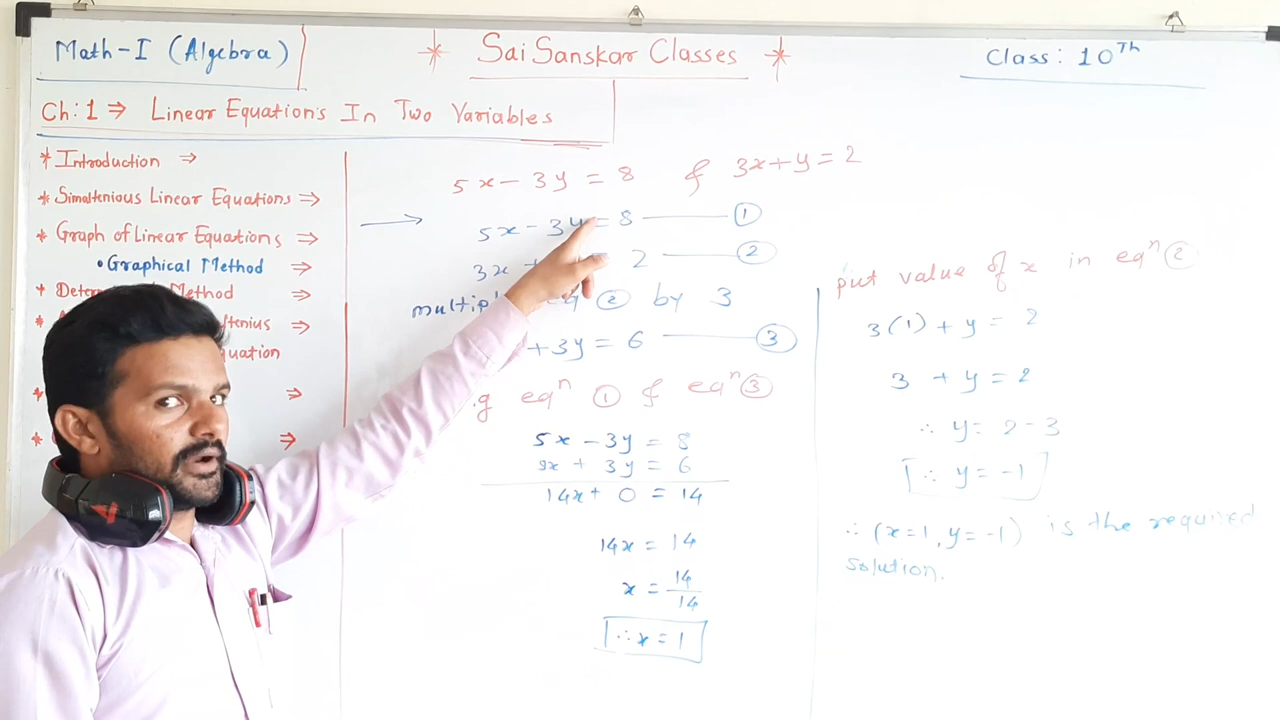 Math-I (Algebra)
* Sai Sanskar Classes *
Class: 10Th
Ch:1 ⇒ Linear Equations In Two Variables
* Introduction ⇒
* Simaltenious Linear Equations ⇒
* Graph of Linear Equations ⇒
• Graphical Method ⇒
* Method ⇒
⇒
⇒
⇒
5x - 3y = 8 & 3x + y = 2
→ 5x - 3y = 8 —— ①
3x + = 2 —— ②
② by 3
+ 3y = 6 —— ③
eqn ① & eqn ③
5x - 3y = 8
9x + 3y = 6
14x + 0 = 14
14x = 14
x = 14/14
∴ x = 1
put value of x in eqn ②
3(1) + y = 2
3 + y = 2
∴ y = 2 - 3
∴ y = -1
∴ (x=1, y=-1) is the required
solution.